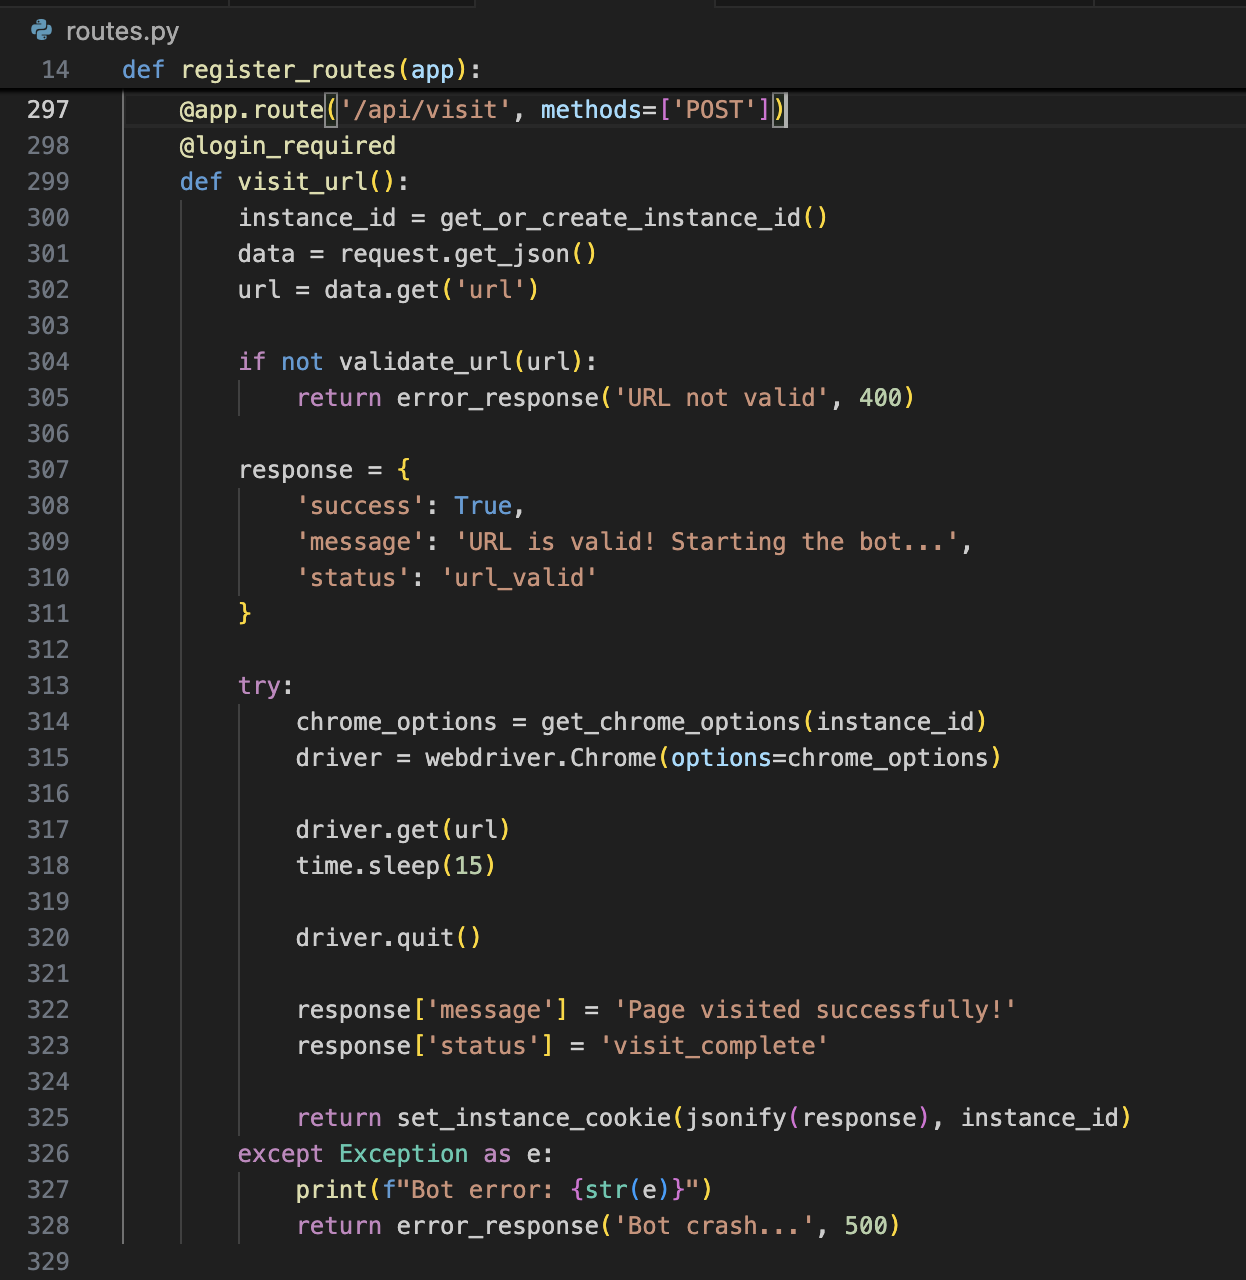 routes.py
14 def register_routes(app):
297 @app.route('/api/visit', methods=['POST'])
298 @login_required
299 def visit_url():
300 instance_id = get_or_create_instance_id()
301 data = request.get_json()
302 url = data.get('url')
303
304 if not validate_url(url):
305 return error_response('URL not valid', 400)
306
307 response = {
308 'success': True,
309 'message': 'URL is valid! Starting the bot...',
310 'status': 'url_valid'
311 }
312
313 try:
314 chrome_options = get_chrome_options(instance_id)
315 driver = webdriver.Chrome(options=chrome_options)
316
317 driver.get(url)
318 time.sleep(15)
319
320 driver.quit()
321
322 response['message'] = 'Page visited successfully!'
323 response['status'] = 'visit_complete'
324
325 return set_instance_cookie(jsonify(response), instance_id)
326 except Exception as e:
327 print(f"Bot error: {str(e)}")
328 return error_response('Bot crash...', 500)
329